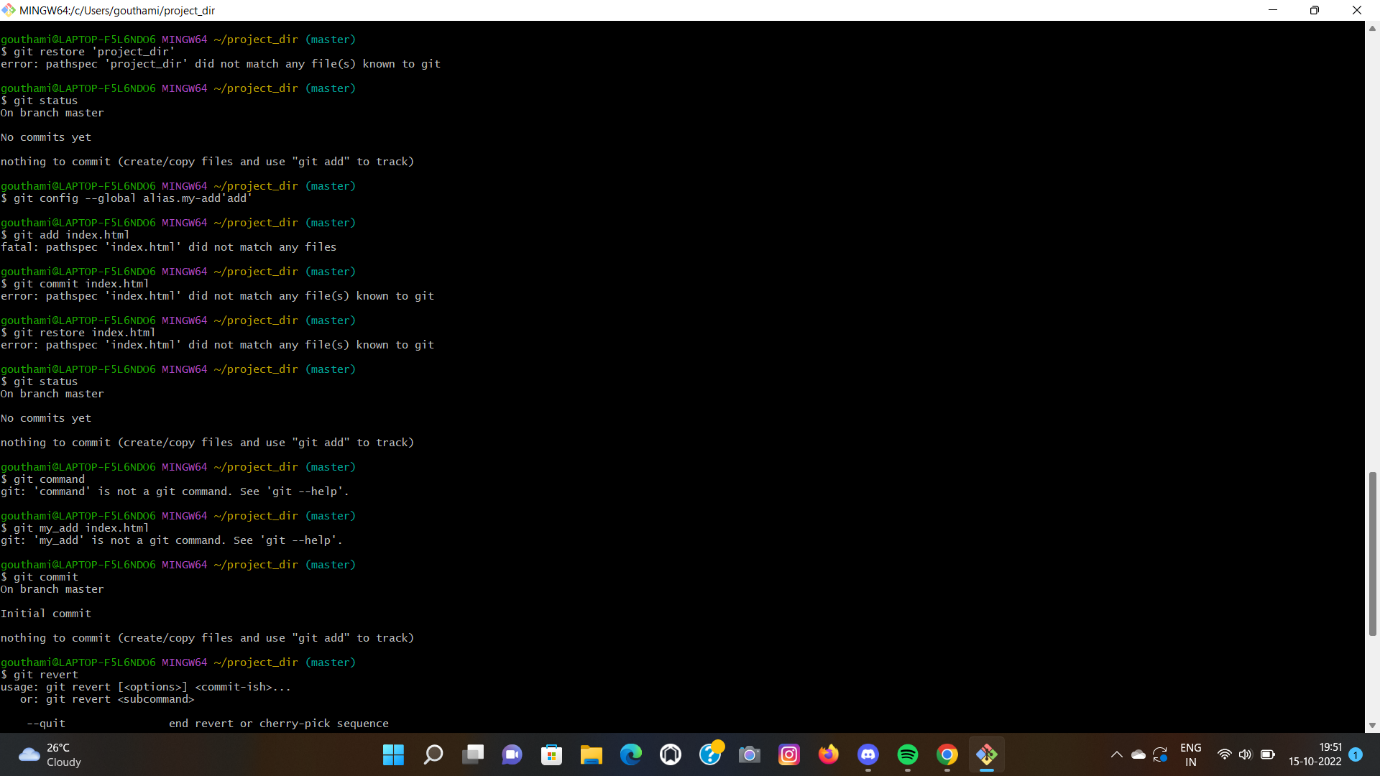 MINGW64:/c/Users/gouthami/project_dir
gouthami@LAPTOP-F5L6NDO6 MINGW64 ~/project_dir (master)
$ git restore 'project_dir'
error: pathspec 'project_dir' did not match any file(s) known to git
gouthami@LAPTOP-F5L6NDO6 MINGW64 ~/project_dir (master)
$ git status
On branch master
No commits yet
nothing to commit (create/copy files and use "git add" to track)
gouthami@LAPTOP-F5L6NDO6 MINGW64 ~/project_dir (master)
$ git config --global alias.my-add'add'
gouthami@LAPTOP-F5L6NDO6 MINGW64 ~/project_dir (master)
$ git add index.html
fatal: pathspec 'index.html' did not match any files
gouthami@LAPTOP-F5L6NDO6 MINGW64 ~/project_dir (master)
$ git commit index.html
error: pathspec 'index.html' did not match any file(s) known to git
gouthami@LAPTOP-F5L6NDO6 MINGW64 ~/project_dir (master)
$ git restore index.html
error: pathspec 'index.html' did not match any file(s) known to git
gouthami@LAPTOP-F5L6NDO6 MINGW64 ~/project_dir (master)
$ git status
On branch master
No commits yet
nothing to commit (create/copy files and use "git add" to track)
gouthami@LAPTOP-F5L6NDO6 MINGW64 ~/project_dir (master)
$ git command
git: 'command' is not a git command. See 'git --help'.
gouthami@LAPTOP-F5L6NDO6 MINGW64 ~/project_dir (master)
$ git my_add index.html
git: 'my_add' is not a git command. See 'git --help'.
gouthami@LAPTOP-F5L6NDO6 MINGW64 ~/project_dir (master)
$ git commit
On branch master
Initial commit
nothing to commit (create/copy files and use "git add" to track)
gouthami@LAPTOP-F5L6NDO6 MINGW64 ~/project_dir (master)
$ git revert
usage: git revert [<options>] <commit-ish>...
or: git revert <subcommand>
--quit end revert or cherry-pick sequence
26°C
Cloudy
ENG
IN
19:51
15-10-2022
1